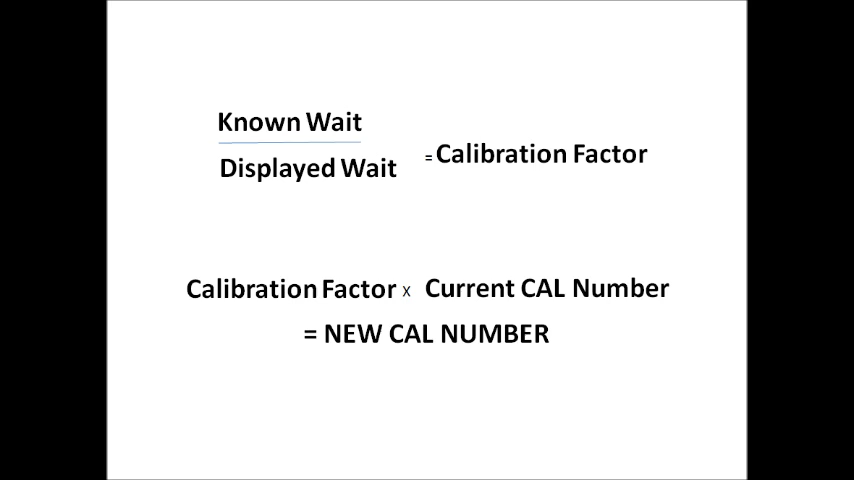 Known Wait
Displayed Wait
= Calibration Factor
Calibration Factor x Current CAL Number
= NEW CAL NUMBER